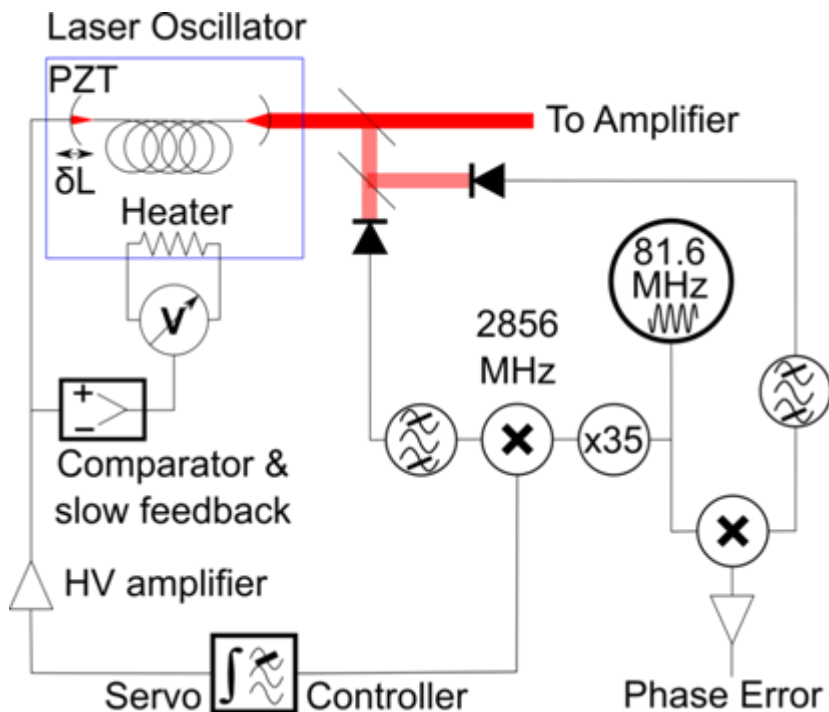 Laser Oscillator
PZT
To Amplifier
δL
Heater
81.6
MHz
V
2856
MHz
x35
+
−
Comparator &
slow feedback
HV amplifier
∫
Servo
Controller
Phase Error